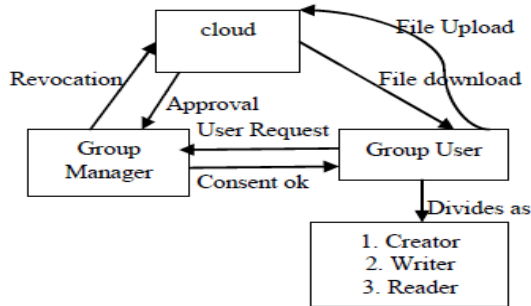 cloud
File Upload
Revocation
File download
Approval
User Request
Group
Manager
Group User
Consent ok
Divides as
1. Creator
2. Writer
3. Reader